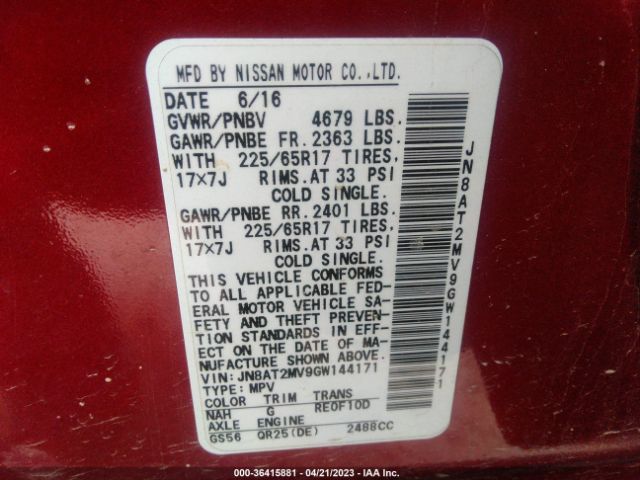 MFD BY NISSAN MOTOR CO.,LTD.
DATE 6/16
GVWR/PNBV 4679 LBS.
GAWR/PNBE FR. 2363 LBS.
WITH 225/65R17 TIRES,
17×7J RIMS.AT 33 PSI
COLD SINGLE.
GAWR/PNBE RR. 2401 LBS.
WITH 225/65R17 TIRES,
17×7J RIMS.AT 33 PSI
COLD SINGLE.
THIS VEHICLE CONFORMS
TO ALL APPLICABLE FED-
ERAL MOTOR VEHICLE SA-
FETY AND THEFT PREVEN-
TION STANDARDS IN EFF-
ECT ON THE DATE OF MA-
NUFACTURE SHOWN ABOVE.
VIN: JN8AT2MV9GW144171
TYPE: MPV
COLOR TRIM TRANS
NAH G RE0F10D
AXLE ENGINE
GS56 QR25(DE) 2488CC
JN8AT2MV9GW144171
000-36415881 - 04/21/2023 - IAA Inc.